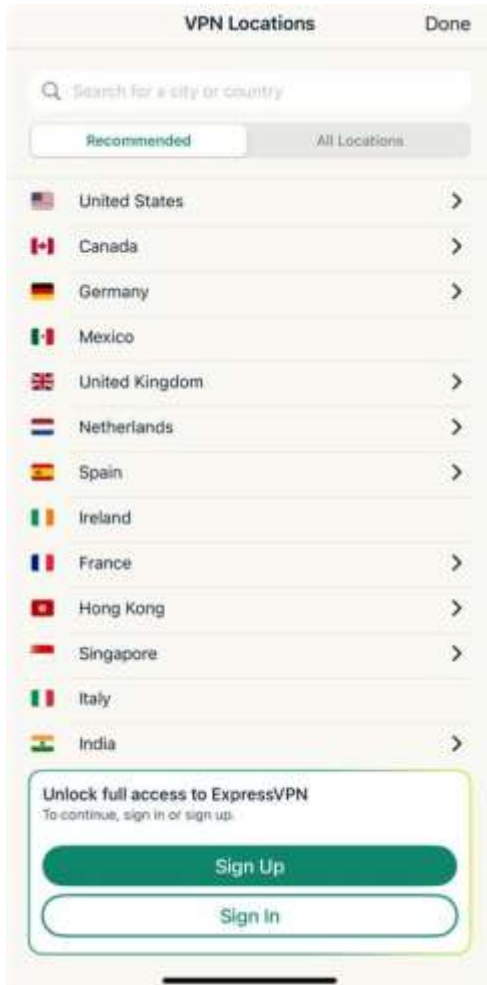 VPN Locations
Done
Search for a city or country
Recommended
All Locations
United States
Canada
Germany
Mexico
United Kingdom
Netherlands
Spain
Ireland
France
Hong Kong
Singapore
Italy
India
Unlock full access to ExpressVPN
To continue, sign in or sign up.
Sign Up
Sign In